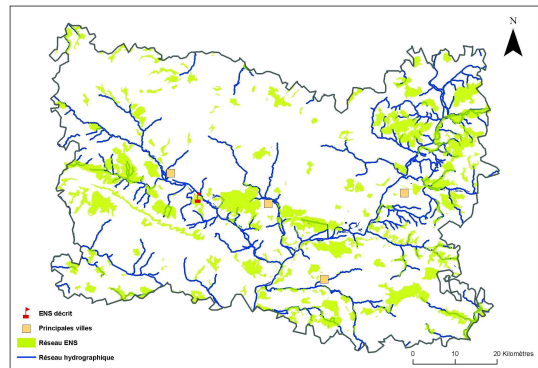 N
ENS décrit
Principales villes
Réseau ENS
Réseau hydrographique
0 10 20 Kilomètres